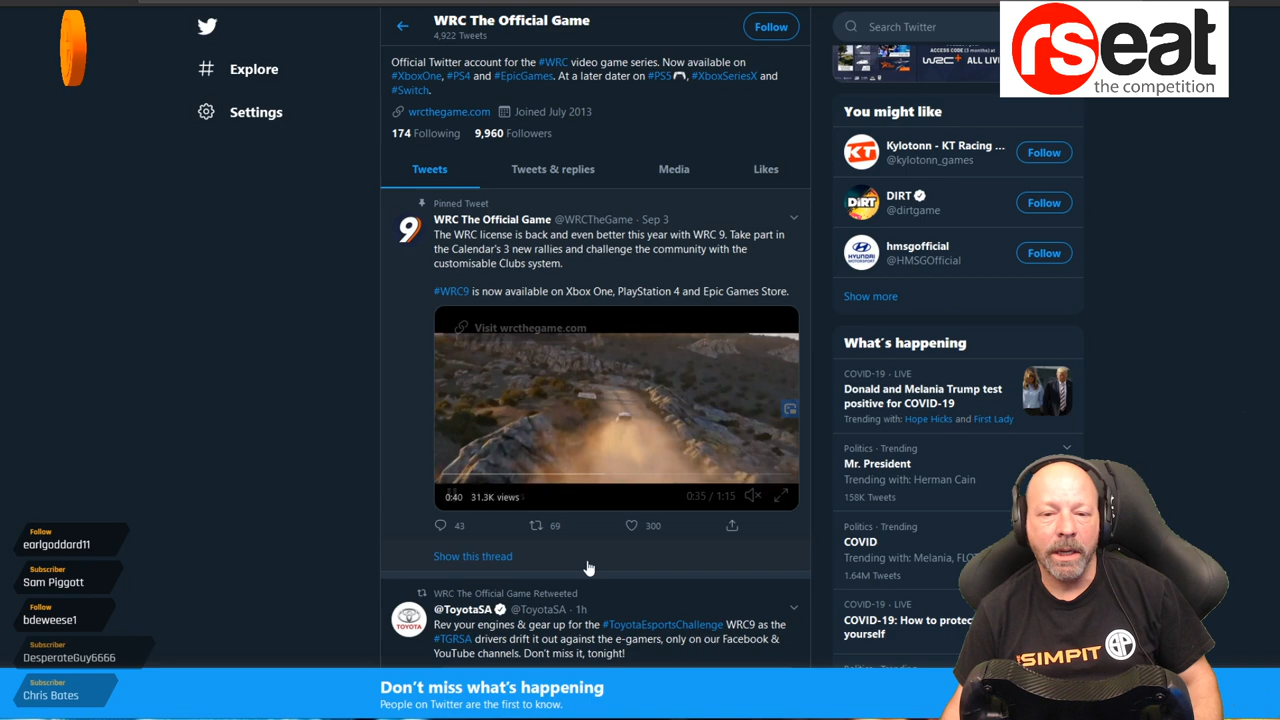 WRC The Official Game
4,922 Tweets
Follow
Search Twitter
rseat
the competition
Explore
Settings
Official Twitter account for the #WRC video game series. Now available on
#XboxOne, #PS4 and #EpicGames. At a later dater on #PS5🎮, #XboxSeriesX and
#Switch.
wrcthegame.com Joined July 2013
174 Following 9,960 Followers
Tweets Tweets & replies Media Likes
Pinned Tweet
WRC The Official Game @WRCTheGame · Sep 3
The WRC license is back and even better this year with WRC 9. Take part in
the Calendar's 3 new rallies and challenge the community with the
customisable Clubs system.
#WRC9 is now available on Xbox One, PlayStation 4 and Epic Games Store.
Visit wrcthegame.com
0:40 31.3K views
0:35 / 1:15
43 69 300
Show this thread
WRC The Official Game Retweeted
@ToyotaSA @ToyotaSA · 1h
Rev your engines & gear up for the #ToyotaEsportsChallenge WRC9 as the
#TGRSA drivers drift it out against the e-gamers, only on our Facebook &
YouTube channels. Don't miss it, tonight!
ACCESS CODE (3 months) at
WRC+ ALL LIV
You might like
KT
Kylotonn - KT Racing ...
@kylotonn_games
Follow
DiRT
DIRT
@dirtgame
Follow
hmsgofficial
@HMSGOfficial
Follow
Show more
What's happening
COVID-19 · LIVE
Donald and Melania Trump test
positive for COVID-19
Trending with: Hope Hicks and First Lady
Politics · Trending
Mr. President
Trending with: Herman Cain
158K Tweets
Politics · Trending
COVID
Trending with: Melania, FLOT
1.64M Tweets
COVID-19 · LIVE
COVID-19: How to protec
yourself
SIMPIT
Follow
earlgoddard11
Subscriber
Sam Piggott
Follow
bdeweese1
Subscriber
DesperateGuy6666
Subscriber
Chris Bates
Don't miss what's happening
People on Twitter are the first to know.